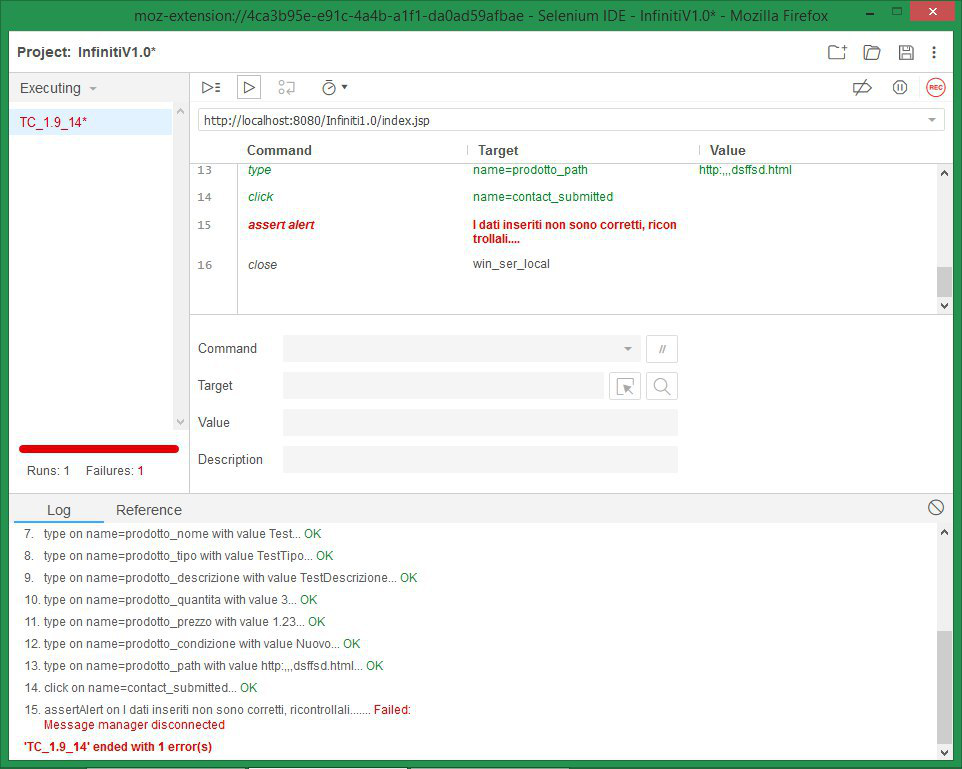 moz-extension://4ca3b95e-e91c-4a4b-a1f1-da0ad59afbae - Selenium IDE - InfinitiV1.0* - Mozilla Firefox
Project: InfinitiV1.0*
Executing
TC_1.9_14*
REC
http://localhost:8080/Infiniti1.0/index.jsp
Command Target Value
13 type name=prodotto_path http:,,,dsffsd.html
14 click name=contact_submitted
15 assert alert I dati inseriti non sono corretti, ricon
trollali....
16 close win_ser_local
Command //
Target
Value
Description
Runs: 1 Failures: 1
Log Reference
7. type on name=prodotto_nome with value Test... OK
8. type on name=prodotto_tipo with value TestTipo... OK
9. type on name=prodotto_descrizione with value TestDescrizione... OK
10. type on name=prodotto_quantita with value 3... OK
11. type on name=prodotto_prezzo with value 1.23... OK
12. type on name=prodotto_condizione with value Nuovo... OK
13. type on name=prodotto_path with value http:,,,dsffsd.html... OK
14. click on name=contact_submitted... OK
15. assertAlert on I dati inseriti non sono corretti, ricontrollali....... Failed:
Message manager disconnected
'TC_1.9_14' ended with 1 error(s)